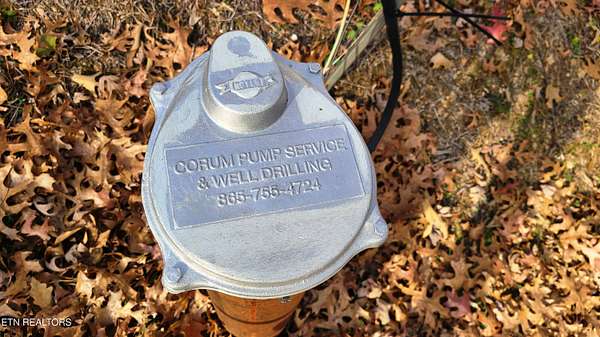 CORUM PUMP SERVICE
& WELL DRILLING
865-755-4724
ETN REALTORS